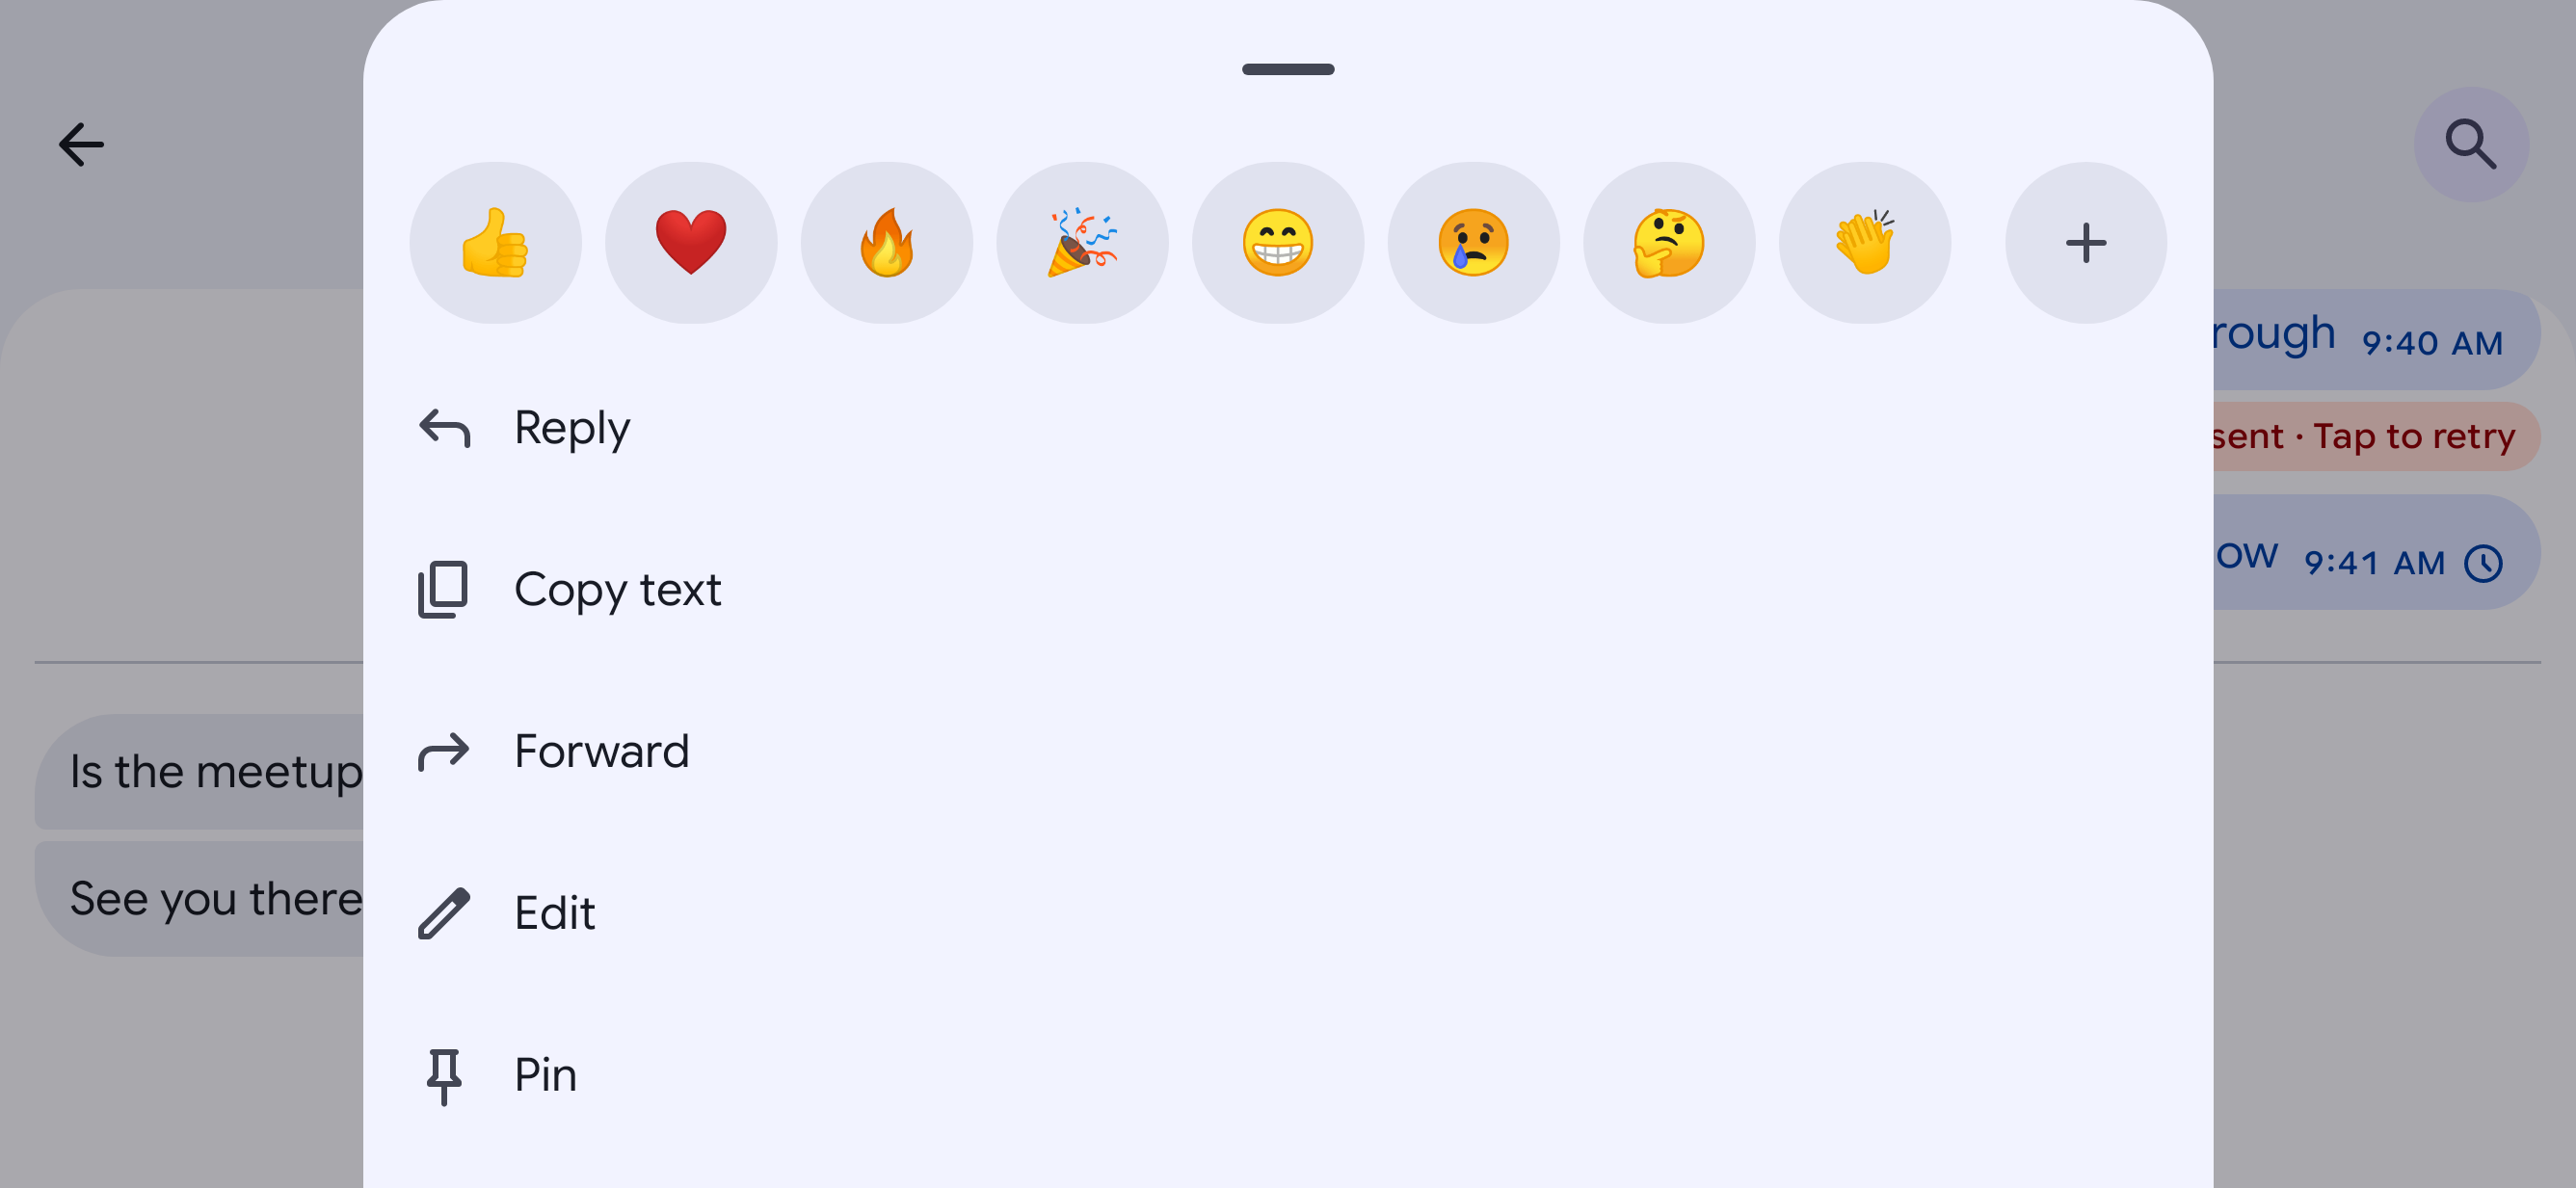 rough 9:40 AM
sent · Tap to retry
ow 9:41 AM
Is the meetup
See you there
Reply
Copy text
Forward
Edit
Pin